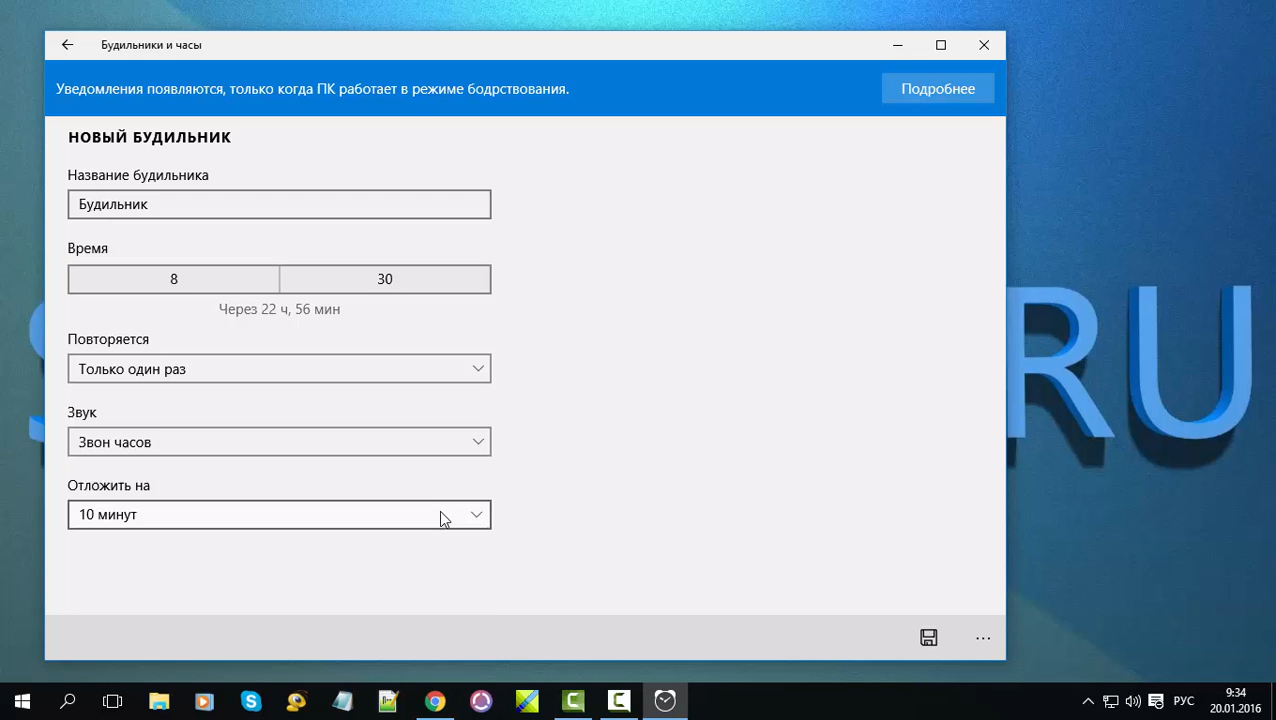 Будильники и часы
Уведомления появляются, только когда ПК работает в режиме бодрствования.
Подробнее
НОВЫЙ БУДИЛЬНИК
Название будильника
Будильник
Время
8 30
Через 22 ч, 56 мин
Повторяется
Только один раз
Звук
Звон часов
Отложить на
10 минут
RU
РУС
9:34
20.01.2016